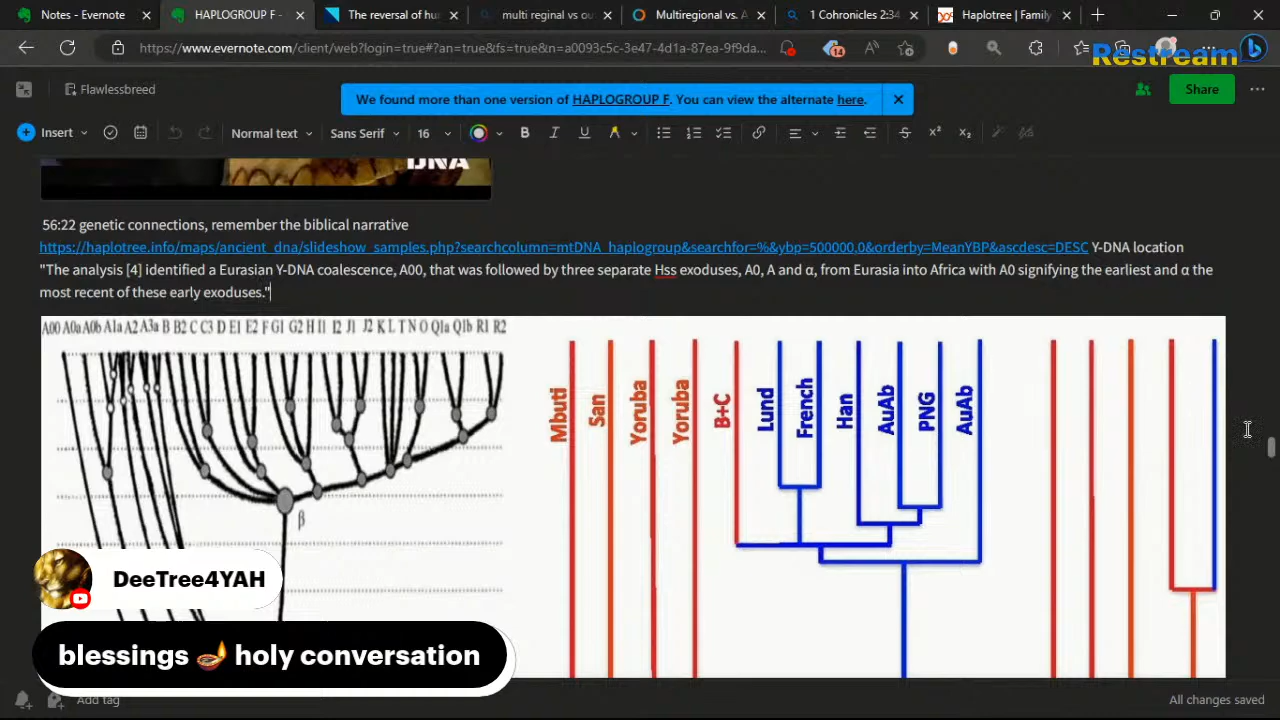 Notes - Evernote
HAPLOGROUP F -
The reversal of hu
multi reginal vs ou
Multiregional vs. A
1 Cohronicles 2:34
Haplotree | Family
https://www.evernote.com/client/web?login=true#?an=true&fs=true&n=a0093c5c-3e47-4d1a-87ea-9f9da...
14
Restream
Flawlessbreed
We found more than one version of HAPLOGROUP F. You can view the alternate here.
Share
Insert
Normal text
Sans Serif
16
DNA
56:22 genetic connections, remember the biblical narrative
https://haplotree.info/maps/ancient_dna/slideshow_samples.php?searchcolumn=mtDNA_haplogroup&searchfor=%&ybp=500000.0&orderby=MeanYBP&ascdesc=DESC Y-DNA location
"The analysis [4] identified a Eurasian Y-DNA coalescence, A00, that was followed by three separate Hss exoduses, A0, A and α, from Eurasia into Africa with A0 signifying the earliest and α the
most recent of these early exoduses."
A00 A0a A0b A1a A2 A3a B B2 C C3 D E1 E2 F G1 G2 H I1 I2 J1 J2 K L T N O Q1a Q1b R1 R2
β
Mbuti
San
Yoruba
Yoruba
B+C
Lund
French
Han
AuAb
PNG
AuAb
DeeTree4YAH
blessings 🪔 holy conversation
Add tag
All changes saved